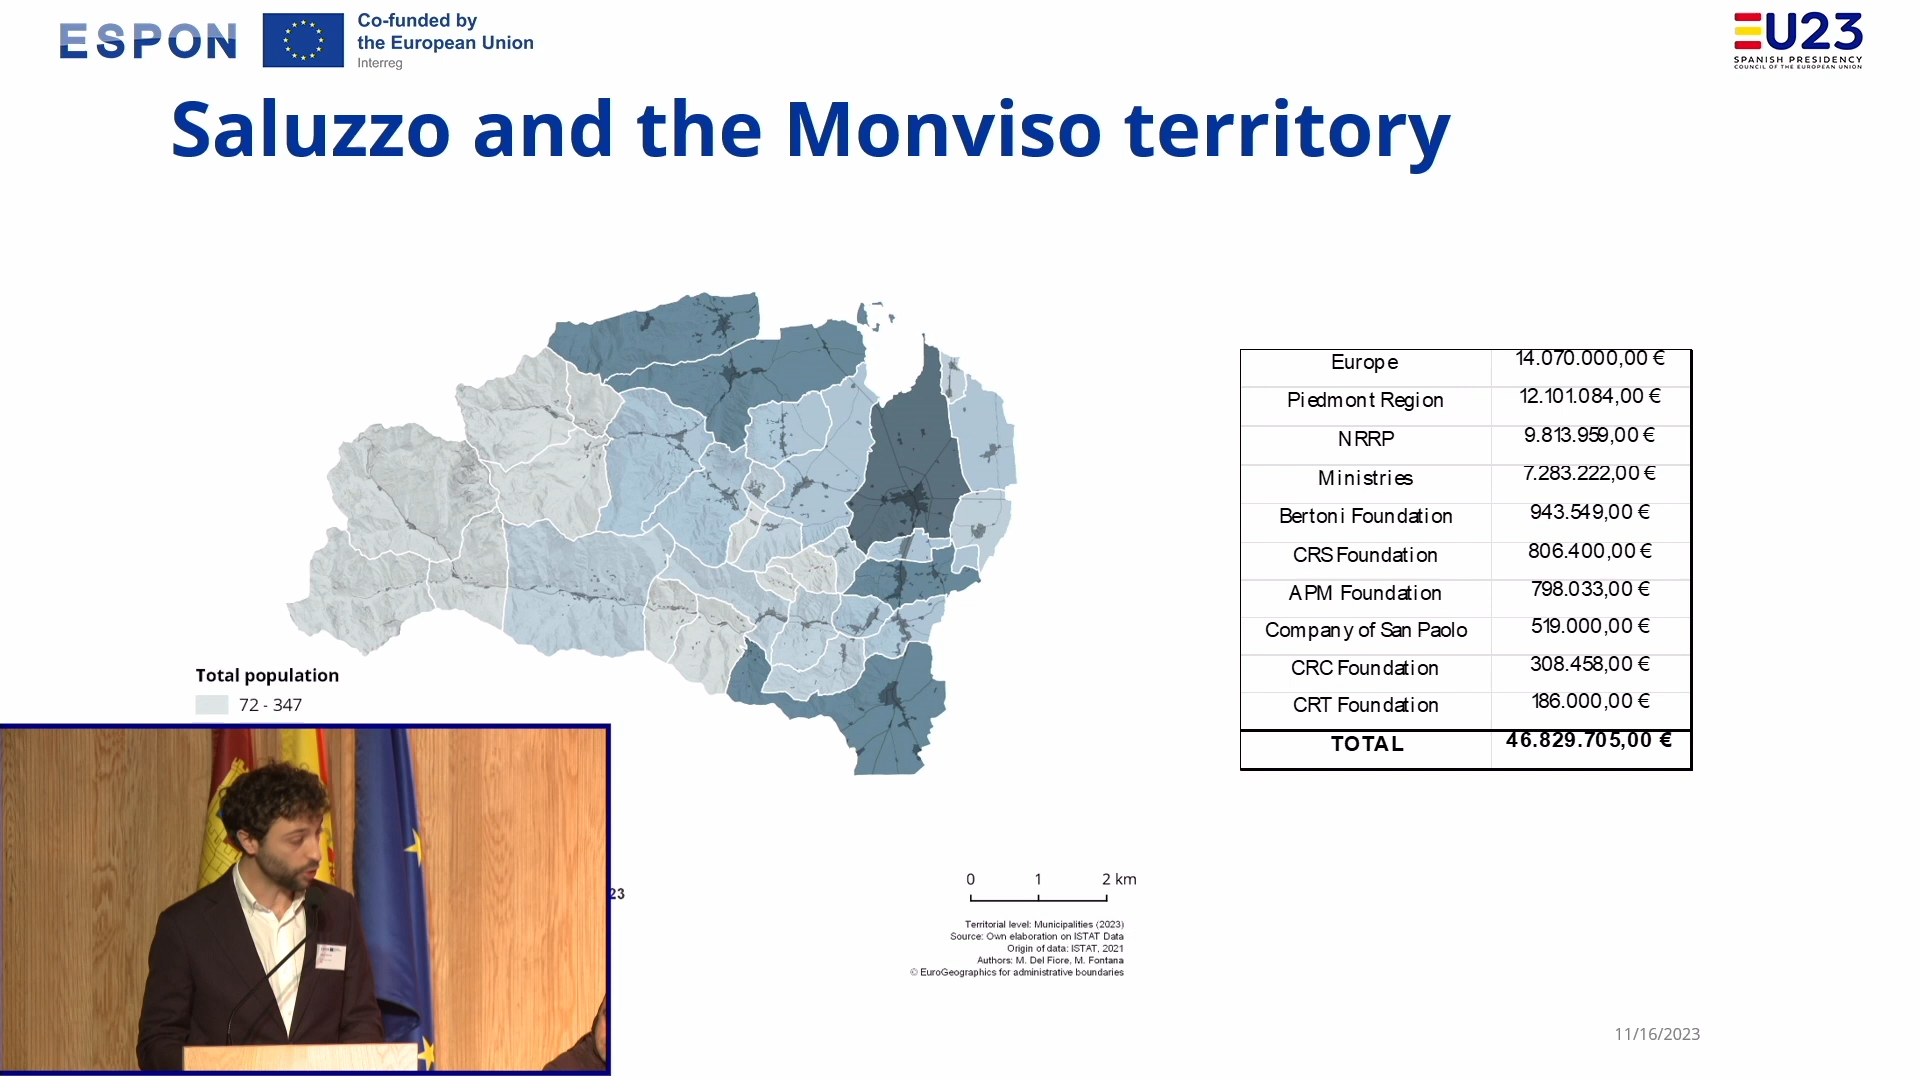 ESPON
Co-funded by
the European Union
Interreg
EU23
SPANISH PRESIDENCY
COUNCIL OF THE EUROPEAN UNION
Saluzzo and the Monviso territory
Europe 14.070.000,00 €
Piedmont Region 12.101.084,00 €
NRRP 9.813.959,00 €
Ministries 7.283.222,00 €
Bertoni Foundation 943.549,00 €
CRS Foundation 806.400,00 €
APM Foundation 798.033,00 €
Company of San Paolo 519.000,00 €
CRC Foundation 308.458,00 €
CRT Foundation 186.000,00 €
TOTAL 46.829.705,00 €
Total population
72 - 347
23
0 1 2 km
Territorial level: Municipalities (2023)
Source: Own elaboration on ISTAT Data
Origin of data: ISTAT, 2021
Authors: M. Del Fiore, M. Fontana
© EuroGeographics for administrative boundaries
11/16/2023